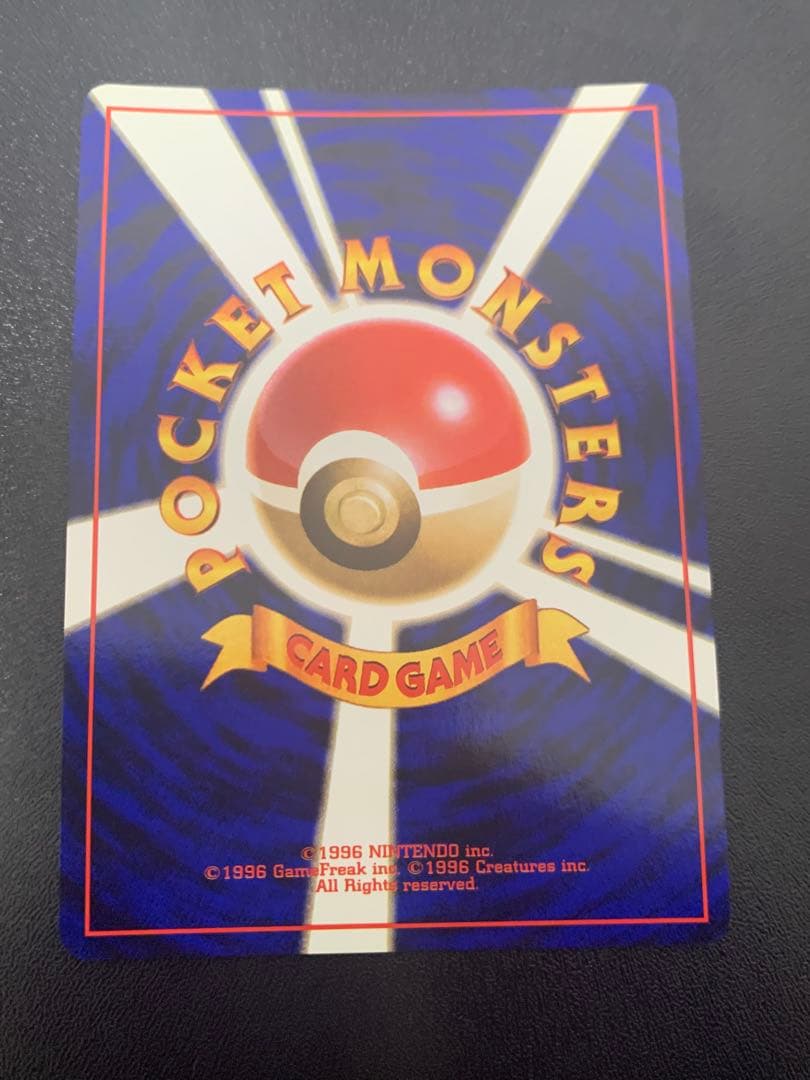 POCKET MONSTERS
CARD GAME
©1996 NINTENDO inc.
©1996 GameFreak inc. ©1996 Creatures inc.
All Rights reserved.